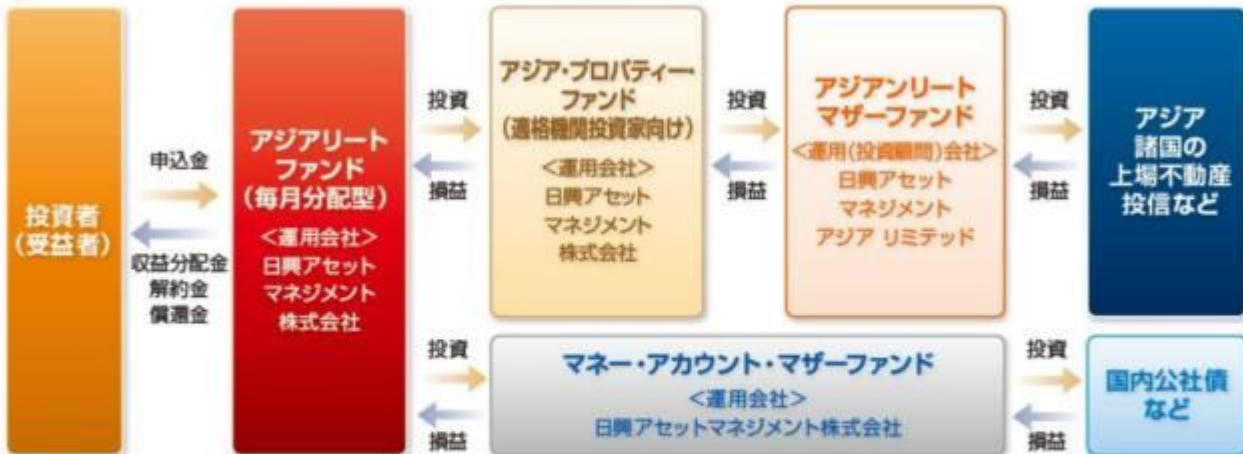 投資者
(受益者)
申込金
収益分配金
解約金
償還金
アジアリート
ファンド
(毎月分配型)
<運用会社>
日興アセット
マネジメント
株式会社
投資
損益
アジア・プロパティー・
ファンド
(適格機関投資家向け)
<運用会社>
日興アセット
マネジメント
株式会社
投資
損益
アジアンリート
マザーファンド
<運用(投資顧問)会社>
日興アセット
マネジメント
アジア リミテッド
投資
損益
アジア
諸国の
上場不動産
投信など
投資
損益
マネー・アカウント・マザーファンド
<運用会社>
日興アセットマネジメント株式会社
投資
損益
国内公社債
など